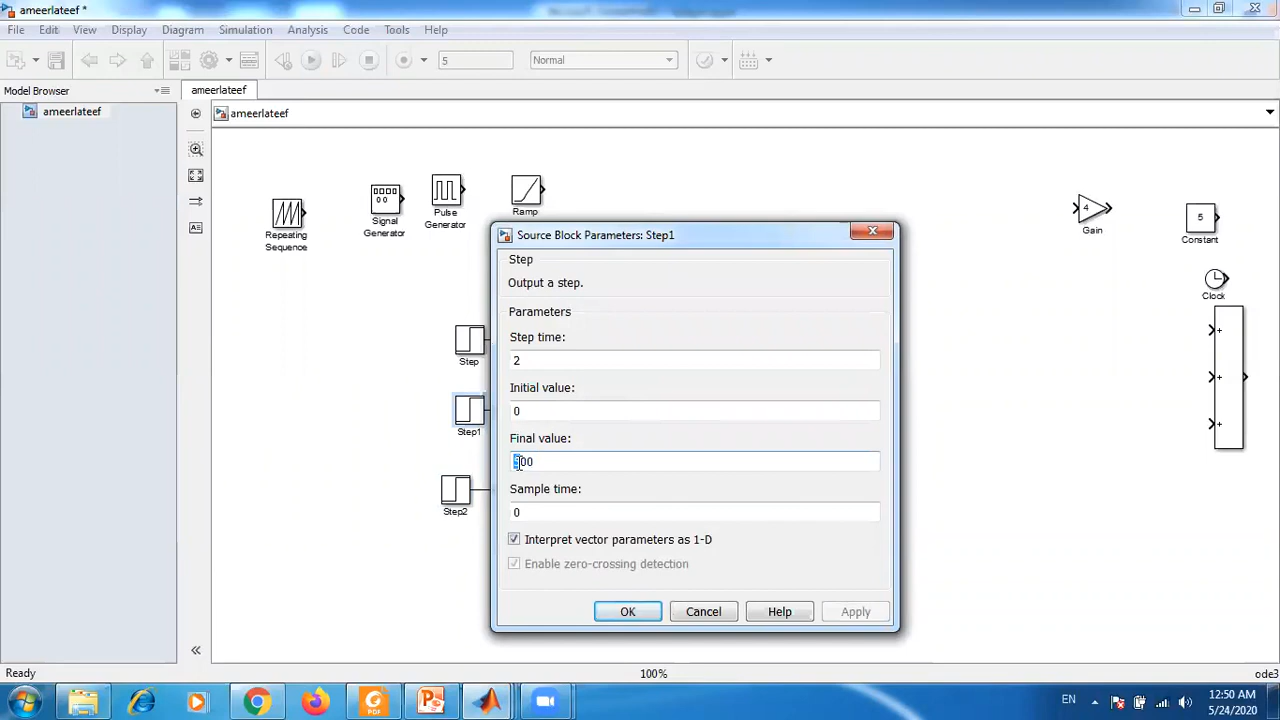 ameerlateef *
File Edit View Display Diagram Simulation Analysis Code Tools Help
5 Normal
Model Browser
ameerlateef
ameerlateef
ameerlateef
Repeating
Sequence
Signal
Generator
Pulse
Generator
Ramp
4
Gain
5
Constant
Clock
Step
Step1
Step2
Source Block Parameters: Step1
Step
Output a step.
Parameters
Step time:
2
Initial value:
0
Final value:
00
Sample time:
0
Interpret vector parameters as 1-D
Enable zero-crossing detection
OK Cancel Help Apply
Ready 100% ode3
PDF
EN
12:50 AM
5/24/2020